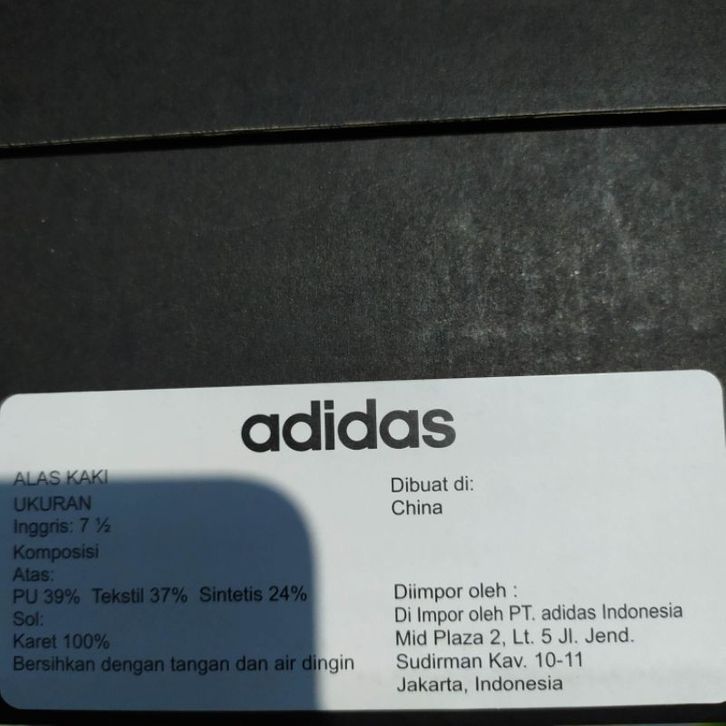 adidas
ALAS KAKI
UKURAN
Inggris: 7 ½
Komposisi
Atas:
PU 39% Tekstil 37% Sintetis 24%
Sol:
Karet 100%
Bersihkan dengan tangan dan air dingin
Dibuat di:
China
Diimpor oleh :
Di Impor oleh PT. adidas Indonesia
Mid Plaza 2, Lt. 5 Jl. Jend.
Sudirman Kav. 10-11
Jakarta, Indonesia